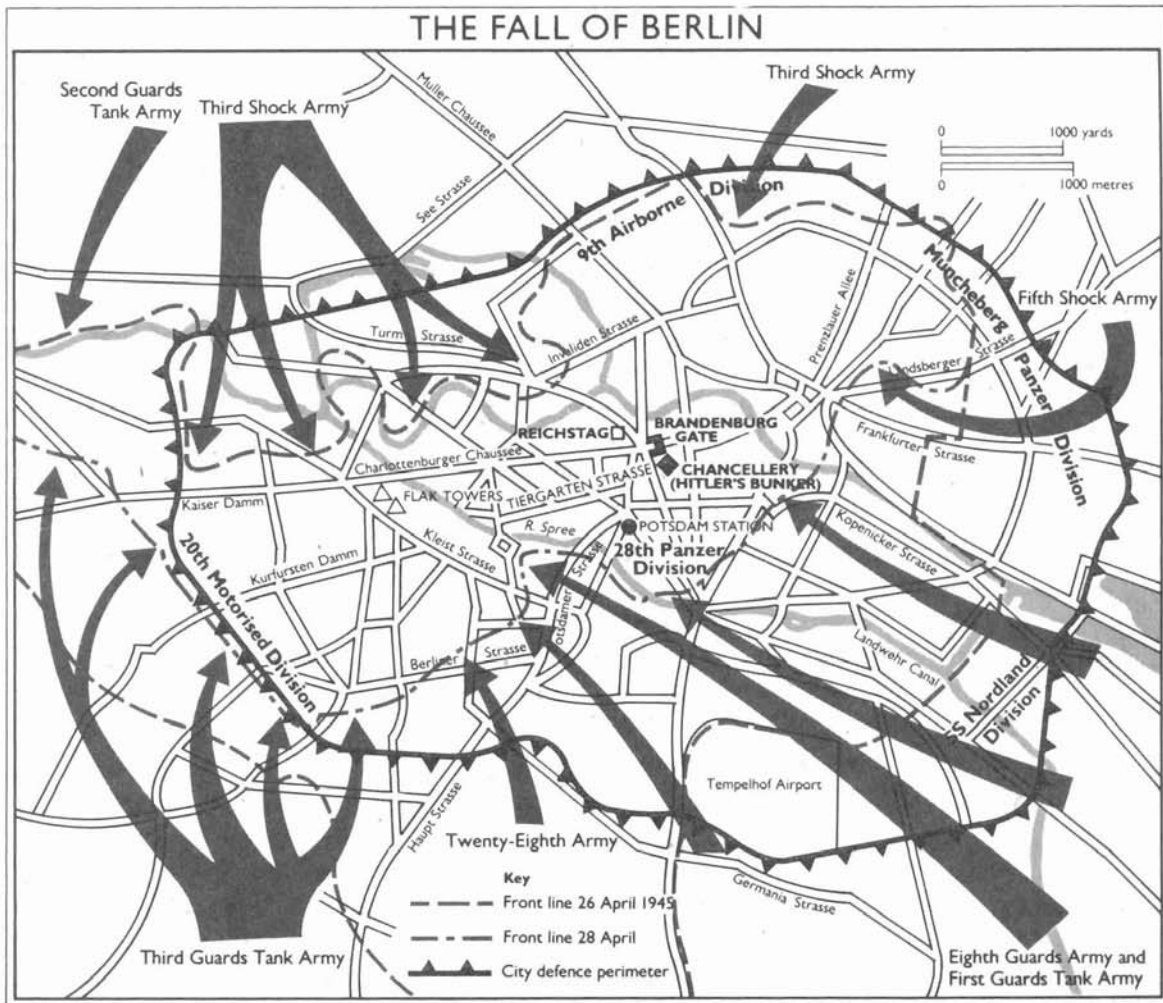 THE FALL OF BERLIN
Second Guards
Tank Army
Third Shock Army
Muller Chaussee
Third Shock Army
0 1000 yards
0 1000 metres
See Strasse
9th Airborne Division
Muncheberg Panzer Division
Fifth Shock Army
Turm Strasse
Invaliden Strasse
Prenzlauer Allee
Landsberger Strasse
REICHSTAG
BRANDENBURG
GATE
Frankfurter Strasse
Charlottenburger Chaussee
CHANCELLERY
(HITLER'S BUNKER)
TIERGARTEN STRASSE
FLAK TOWERS
Kaiser Damm
R. Spree
POTSDAM STATION
Kopenicker Strasse
Kleist Strasse
28th Panzer
Division
Kurfursten Damm
20th Motorised Division
Potsdamer Strasse
Berliner Strasse
Landwehr Canal
SS Nordland
Division
Tempelhof Airport
Haupt Strasse
Twenty-Eighth Army
Germania Strasse
Key
Front line 26 April 1945
Front line 28 April
City defence perimeter
Third Guards Tank Army
Eighth Guards Army and
First Guards Tank Army